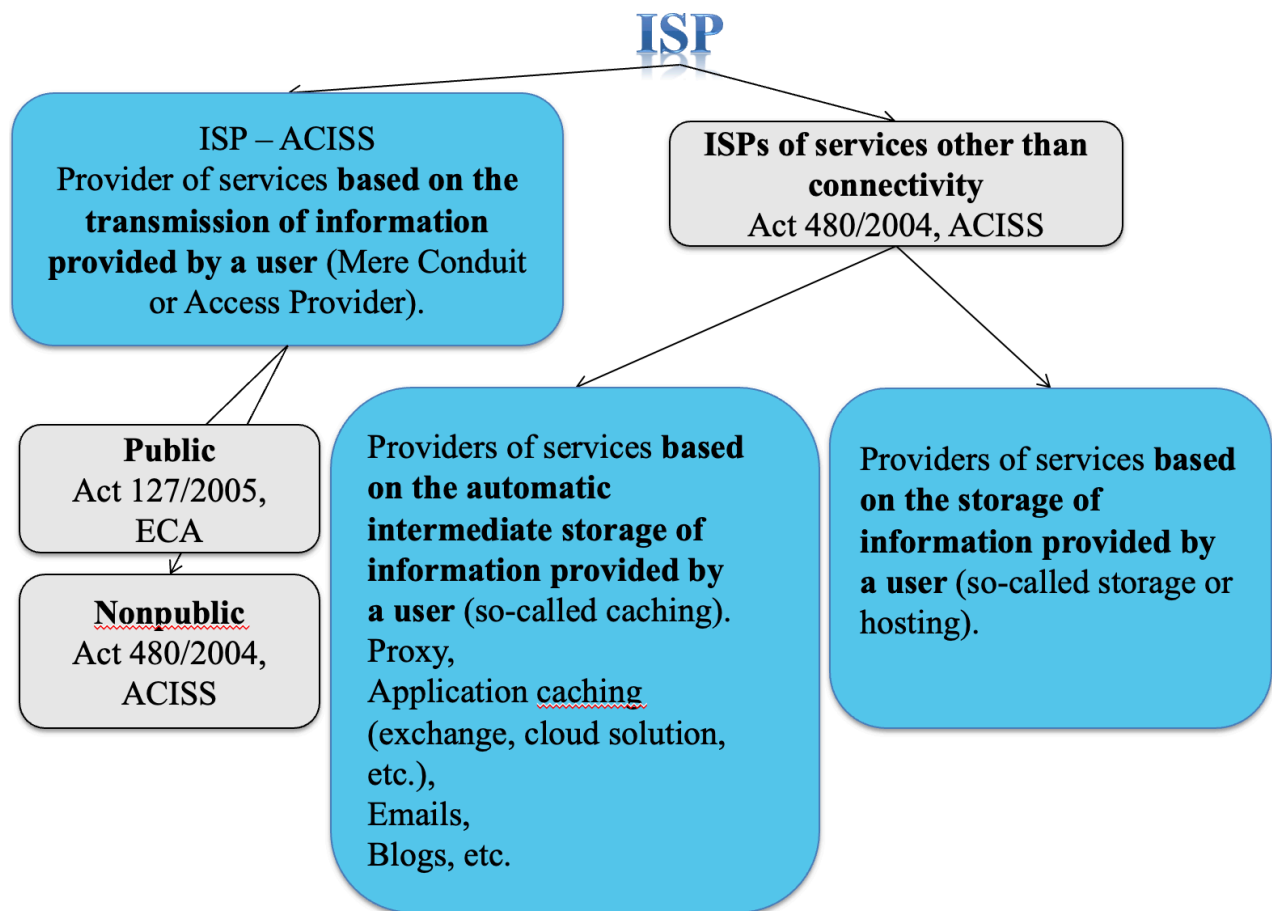 ISP
ISP – ACISS
Provider of services based on the
transmission of information
provided by a user (Mere Conduit
or Access Provider).
ISPs of services other than
connectivity
Act 480/2004, ACISS
Public
Act 127/2005,
ECA
Nonpublic
Act 480/2004,
ACISS
Providers of services based
on the automatic
intermediate storage of
information provided by
a user (so-called caching).
Proxy,
Application caching
(exchange, cloud solution,
etc.),
Emails,
Blogs, etc.
Providers of services based
on the storage of
information provided by
a user (so-called storage or
hosting).